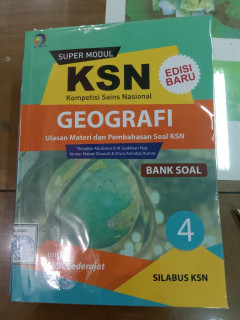 SUPER MODUL
KSN
Kompetisi Sains Nasional
EDISI
BARU
GEOGRAFI
Ulasan Materi dan Pembahasan Soal KSN
BANK SOAL
4
SILABUS KSN